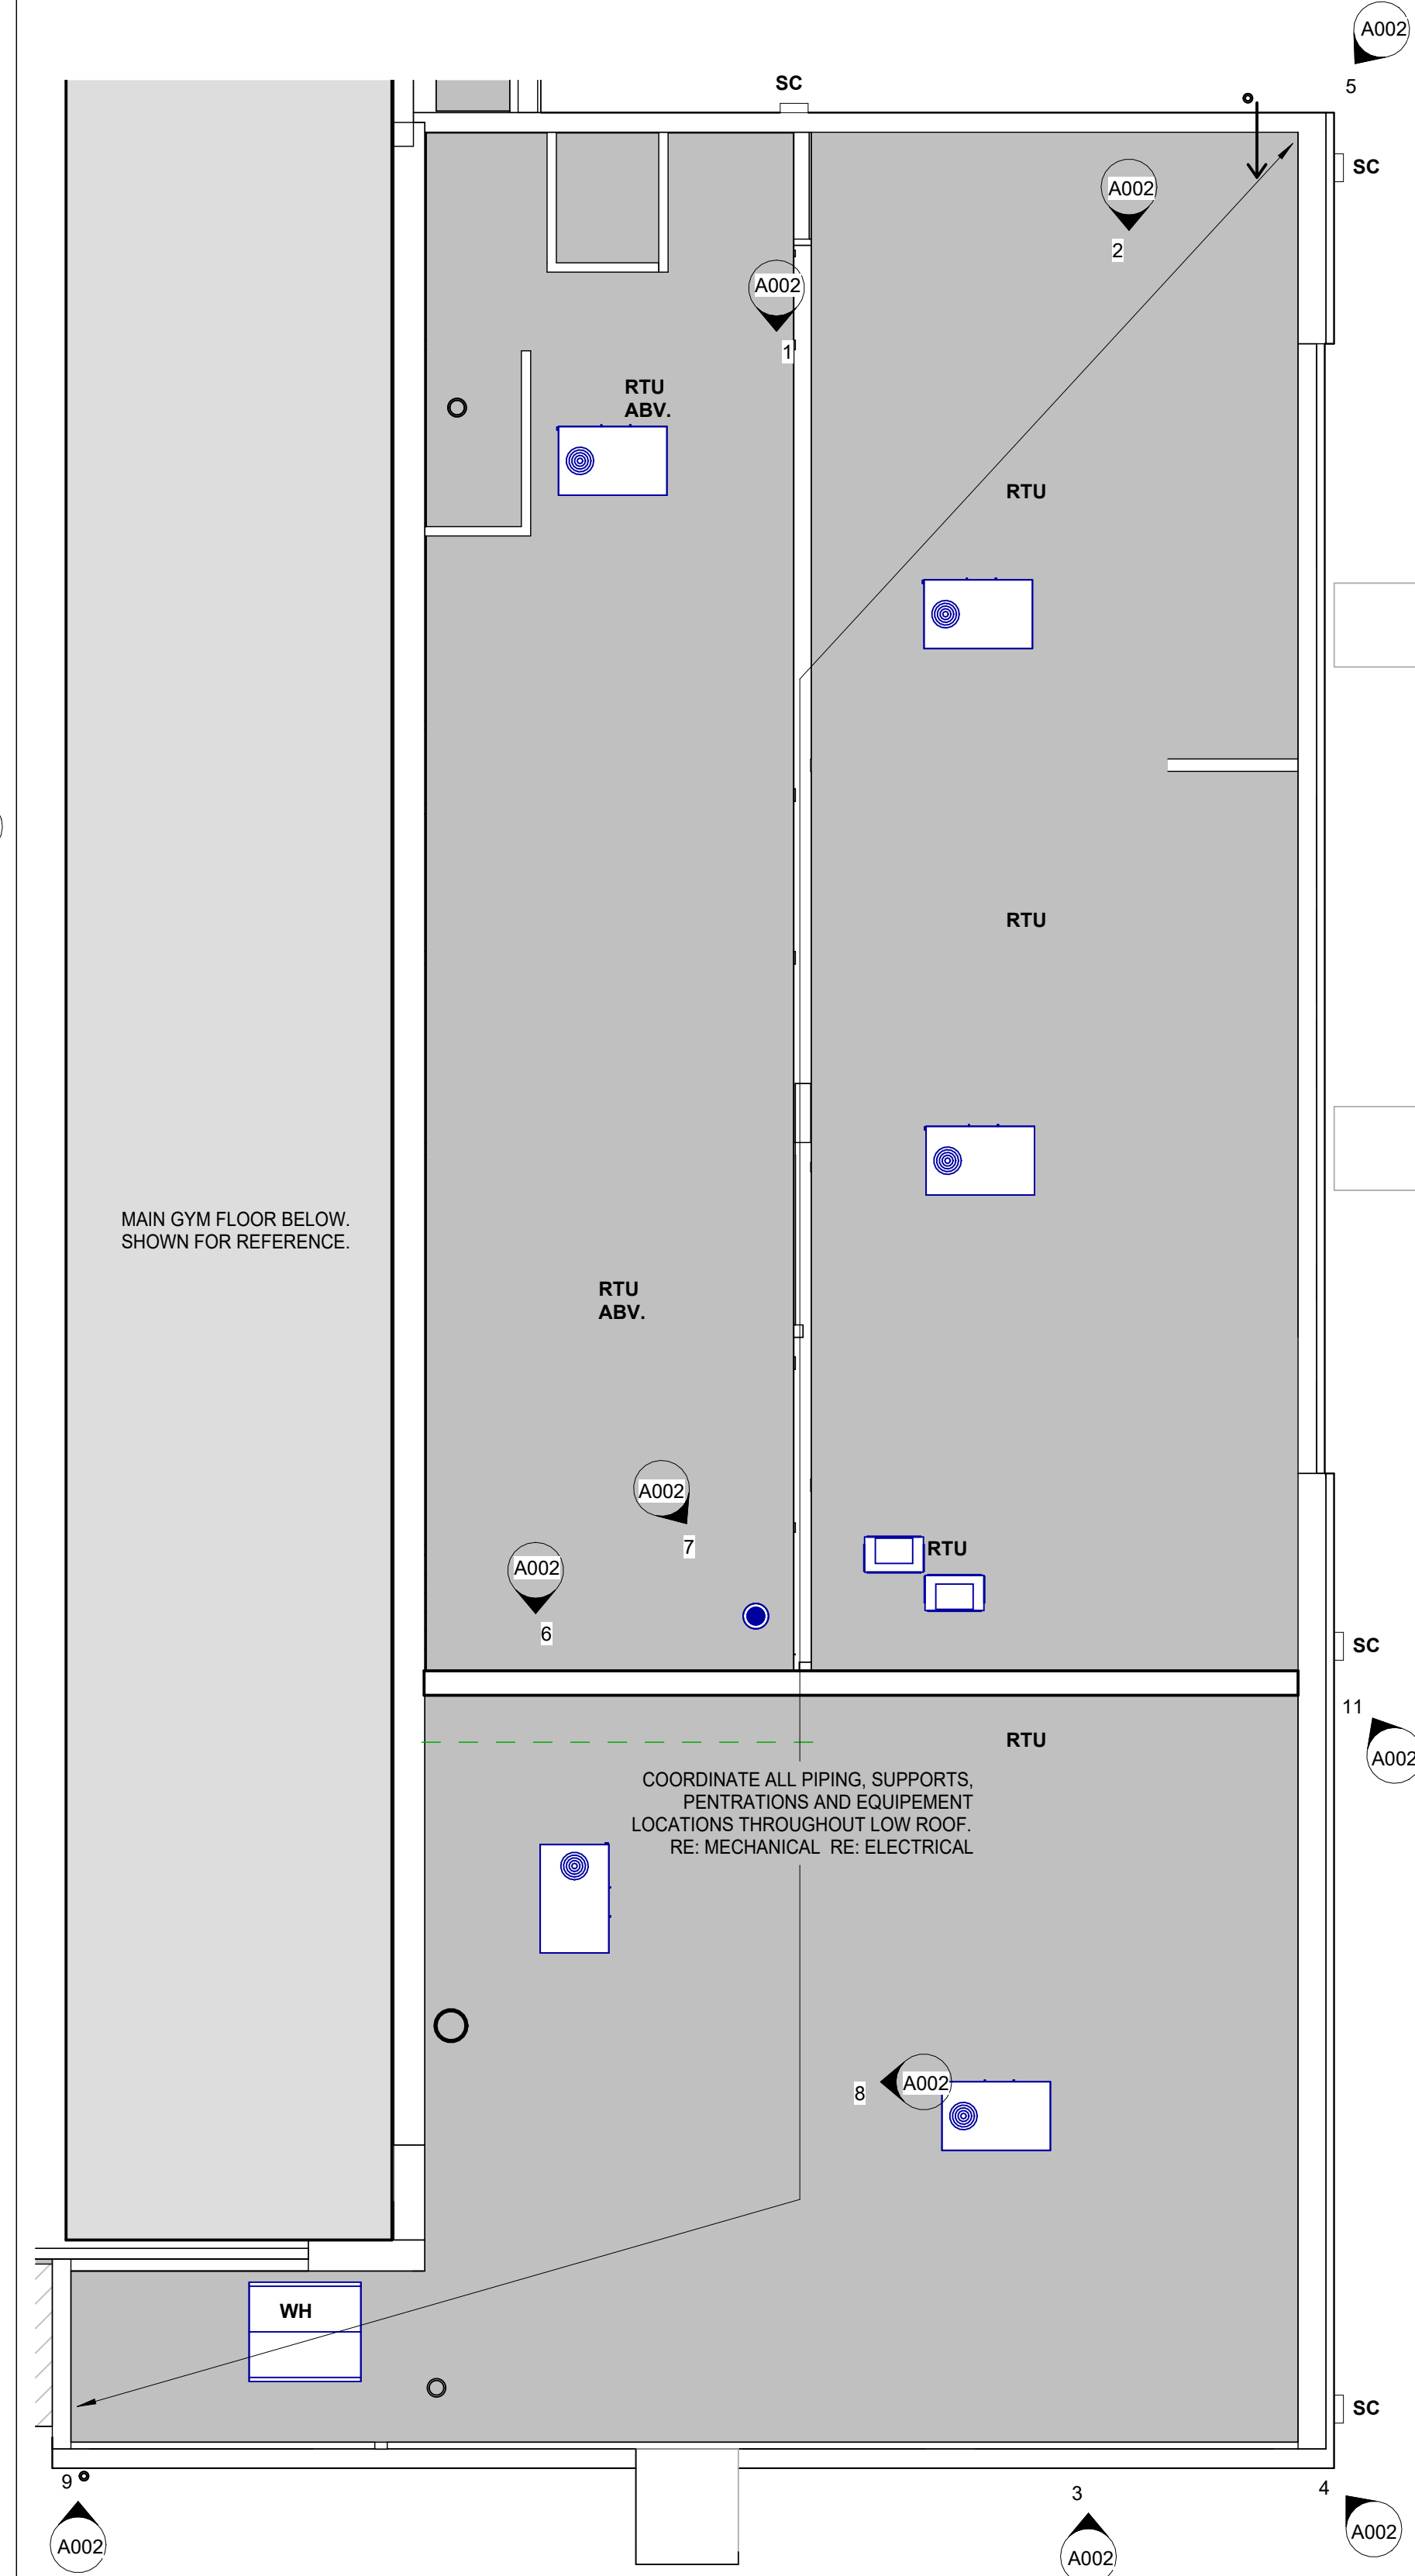 A002
5
SC
SC
A002
2
A002
1
RTU
ABV.
RTU
RTU
MAIN GYM FLOOR BELOW.
SHOWN FOR REFERENCE.
RTU
ABV.
A002
7
RTU
A002
6
SC
11
A002
RTU
COORDINATE ALL PIPING, SUPPORTS,
PENTRATIONS AND EQUIPEMENT
LOCATIONS THROUGHOUT LOW ROOF.
RE: MECHANICAL RE: ELECTRICAL
8
A002
WH
SC
9
3
4
A002
A002
A002